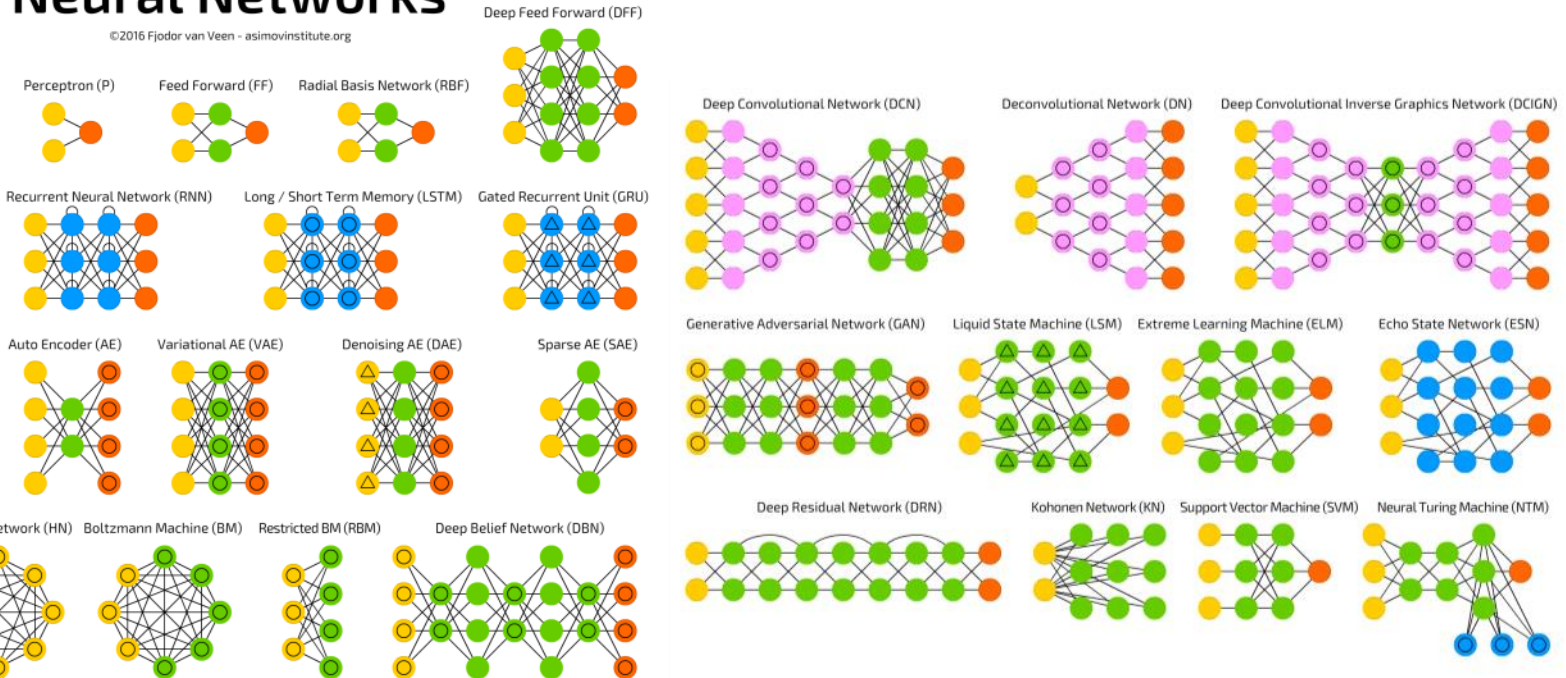 Neural Networks
©2016 Fjodor van Veen - asimovinstitute.org
Deep Feed Forward (DFF)
Perceptron (P)
Feed Forward (FF)
Radial Basis Network (RBF)
Recurrent Neural Network (RNN)
Long / Short Term Memory (LSTM)
Gated Recurrent Unit (GRU)
Auto Encoder (AE)
Variational AE (VAE)
Denoising AE (DAE)
Sparse AE (SAE)
etwork (HN)
Boltzmann Machine (BM)
Restricted BM (RBM)
Deep Belief Network (DBN)
Deep Convolutional Network (DCN)
Deconvolutional Network (DN)
Deep Convolutional Inverse Graphics Network (DCIGN)
Generative Adversarial Network (GAN)
Liquid State Machine (LSM)
Extreme Learning Machine (ELM)
Echo State Network (ESN)
Deep Residual Network (DRN)
Kohonen Network (KN)
Support Vector Machine (SVM)
Neural Turing Machine (NTM)